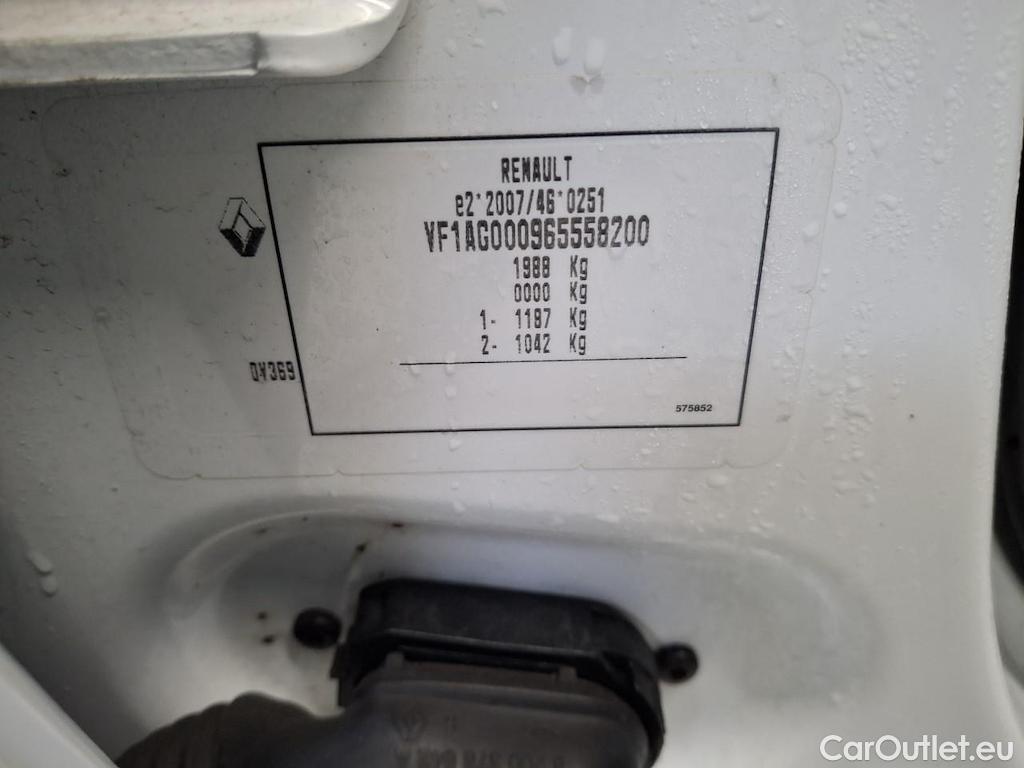 RENAULT
e2*2007/46*0251
VF1AG000965558200
1988 Kg
0000 Kg
1- 1187 Kg
2- 1042 Kg
DV369
575852
CarOutlet.eu